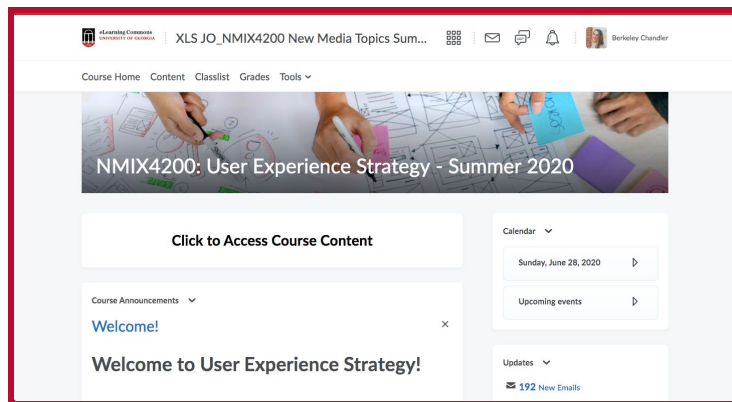 eLearning Commons
UNIVERSITY OF GEORGIA
XLS JO_NMIX4200 New Media Topics Sum...
Berkeley Chandler
Course Home Content Classlist Grades Tools
NMIX4200: User Experience Strategy - Summer 2020
Click to Access Course Content
Course Announcements
Welcome!
Welcome to User Experience Strategy!
Calendar
Sunday, June 28, 2020
Upcoming events
Updates
192 New Emails